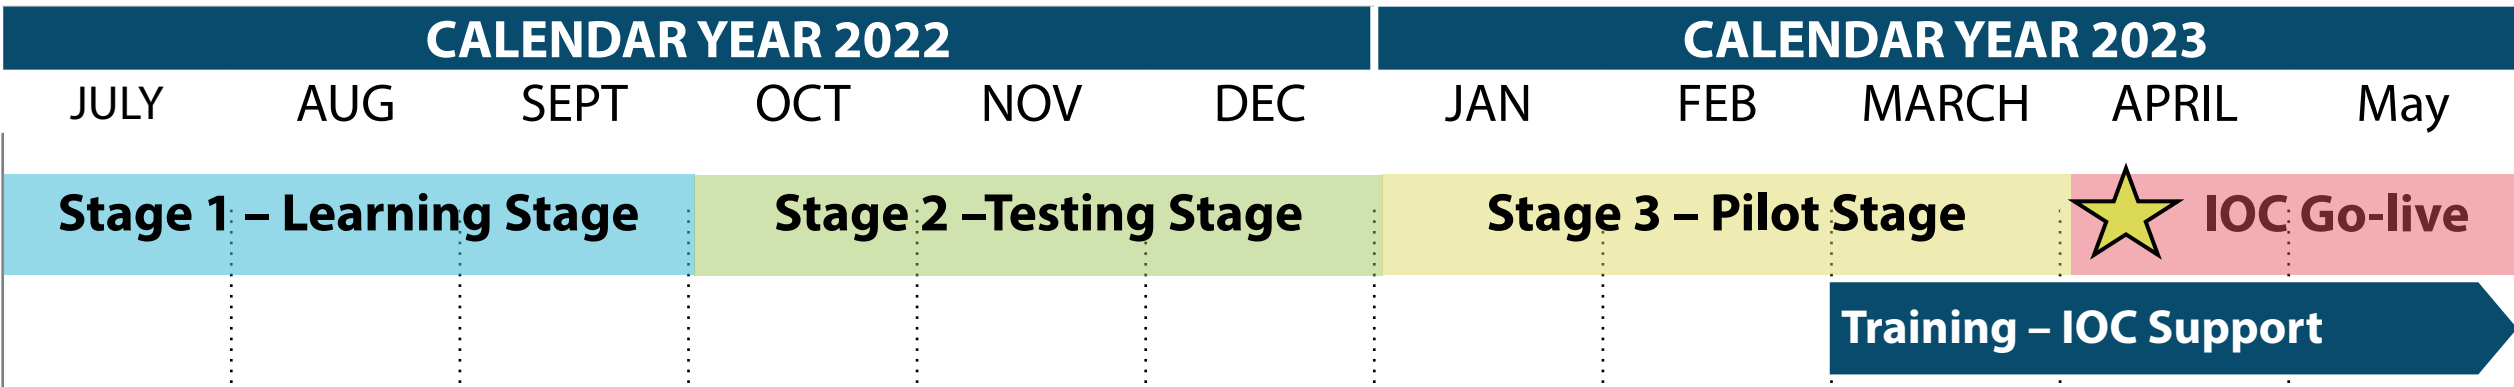 CALENDAR YEAR 2022 CALENDAR YEAR 2023
JULY AUG SEPT OCT NOV DEC JAN FEB MARCH APRIL May
Stage 1 – Learning Stage Stage 2 –Testing Stage Stage 3 – Pilot Stage IOC Go-live
Training – IOC Support